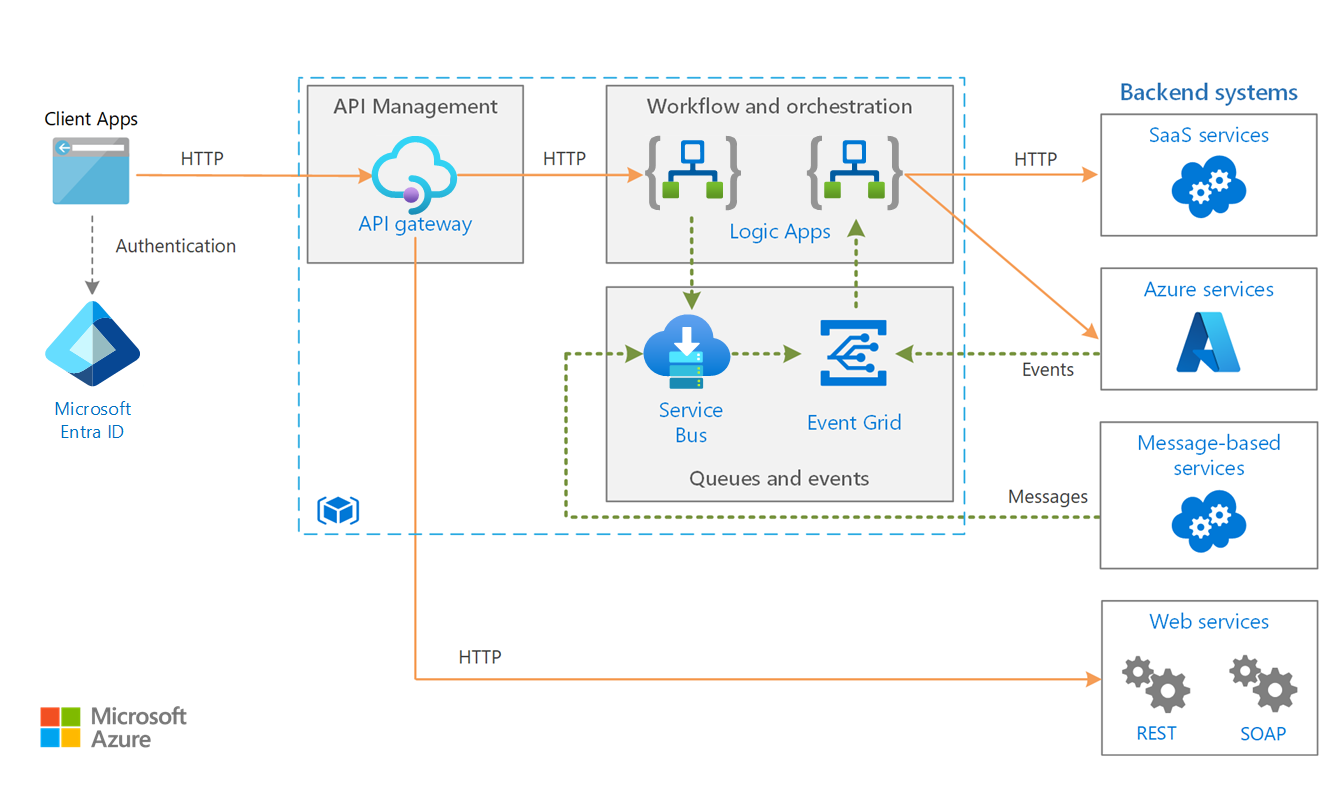 Client Apps
HTTP
Authentication
Microsoft
Entra ID
API Management
API gateway
HTTP
Workflow and orchestration
Logic Apps
Service
Bus
Event Grid
Queues and events
HTTP
Events
Messages
HTTP
Backend systems
SaaS services
Azure services
Message-based
services
Web services
REST
SOAP
Microsoft
Azure